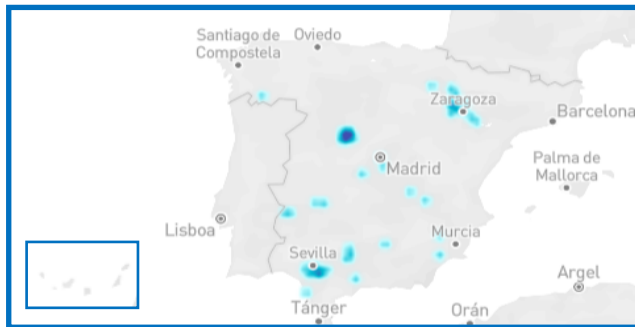 Santiago de
Compostela
Oviedo
Zaragoza
Barcelona
Madrid
Palma de
Mallorca
Lisboa
Murcia
Sevilla
Argel
Tánger
Orán